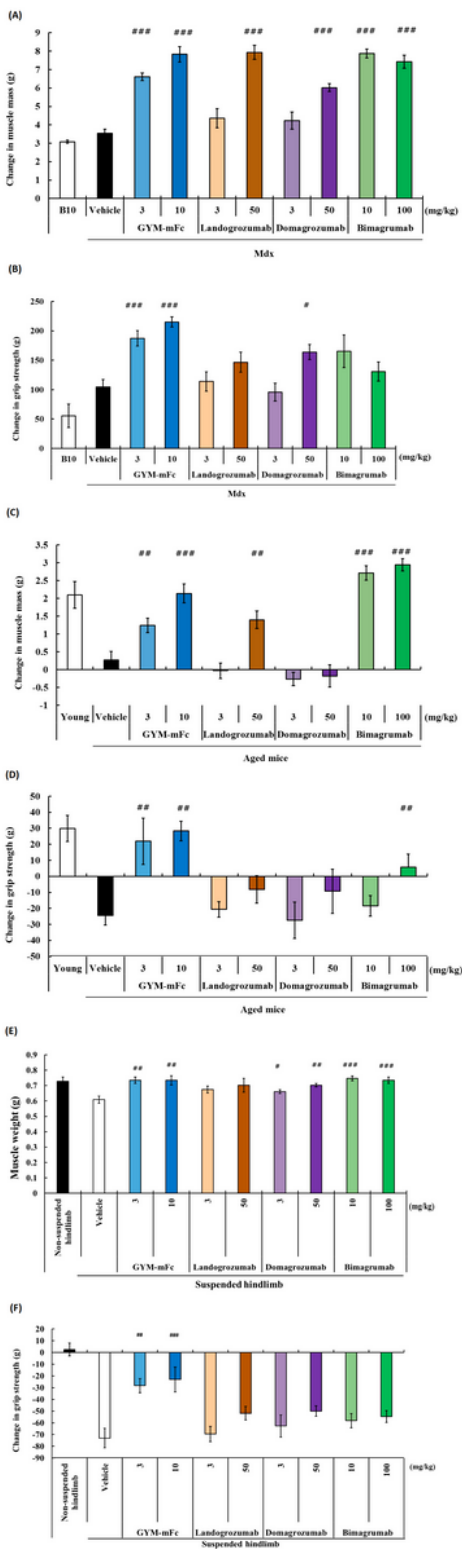 (A)
Change in muscle mass (g)
9
8
7
6
5
4
3
2
1
0
### ### ### ### ### ###
B10 Vehicle 3 10 3 50 3 50 10 100 (mg/kg)
GYM-mFc Landogrozumab Domagrozumab Bimagrumab
Mdx
(B)
Change in grip strength (g)
250
200
150
100
50
0
### ### #
B10 Vehicle 3 10 3 50 3 50 10 100 (mg/kg)
GYM-mFc Landogrozumab Domagrozumab Bimagrumab
Mdx
(C)
Change in muscle mass (g)
3.5
3
2.5
2
1.5
1
0.5
0
-0.5
-1
## ### ## ### ###
Young Vehicle 3 10 3 50 3 50 10 100 (mg/kg)
GYM-mFc Landogrozumab Domagrozumab Bimagrumab
Aged mice
(D)
Change in grip strength (g)
40
30
20
10
0
-10
-20
-30
-40
-50
## ## ##
Young Vehicle 3 10 3 50 3 50 10 100 (mg/kg)
GYM-mFc Landogrozumab Domagrozumab Bimagrumab
Aged mice
(E)
Muscle weight (g)
0.9
0.8
0.7
0.6
0.5
0.4
0.3
0.2
0.1
0
## ## # ## ### ###
Non-suspended
hindlimb
Vehicle
3 10 3 50 3 50 10 100 (mg/kg)
GYM-mFc Landogrozumab Domagrozumab Bimagrumab
Suspended hindlimb
(F)
Change in grip strength (g)
20
10
0
-10
-20
-30
-40
-50
-60
-70
-80
-90
## ###
Non-suspended
hindlimb
Vehicle
3 10 3 50 3 50 10 100 (mg/kg)
GYM-mFc Landogrozumab Domagrozumab Bimagrumab
Suspended hindlimb